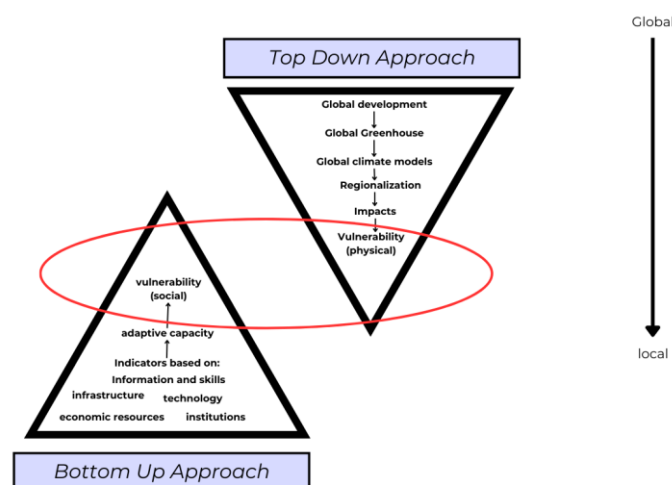 Global
Top Down Approach
Global development
Global Greenhouse
Global climate models
Regionalization
Impacts
Vulnerability
(physical)
vulnerability
(social)
adaptive capacity
Indicators based on:
Information and skills
infrastructure technology
economic resources institutions
local
Bottom Up Approach